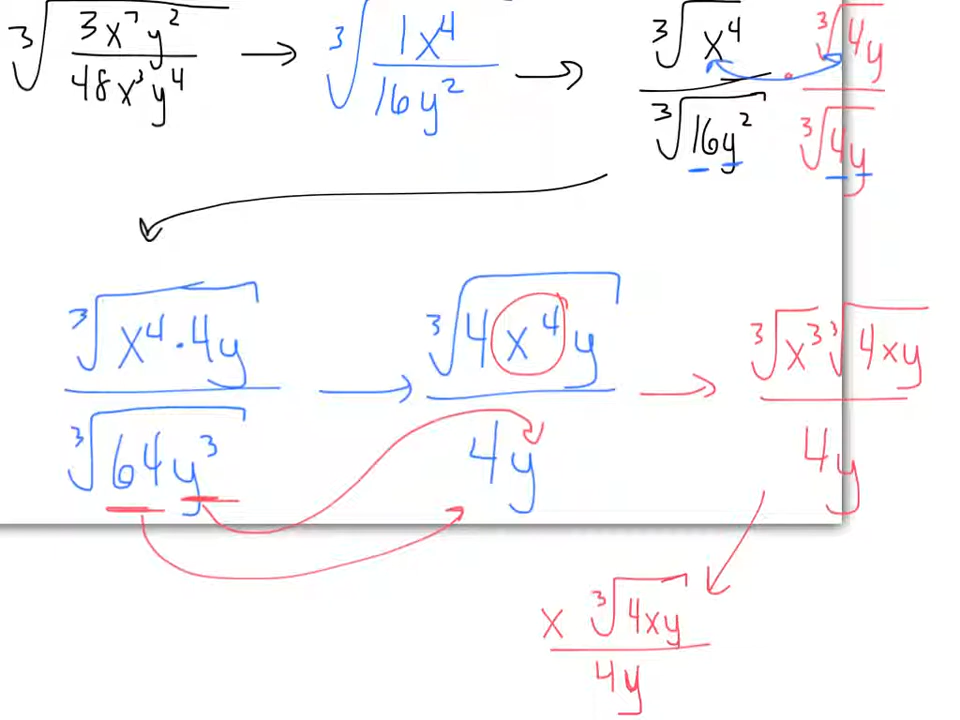 ∛(3x⁷y² / 48x³y⁴) → ∛(1x⁴ / 16y²) → ∛(x⁴) / ∛(16y²) · ∛(4y) / ∛(4y)
∛(x⁴·4y) / ∛(64y³) → ∛(4x⁴y) / 4y → ∛(x³) ∛(4xy) / 4y
x ∛(4xy) / 4y